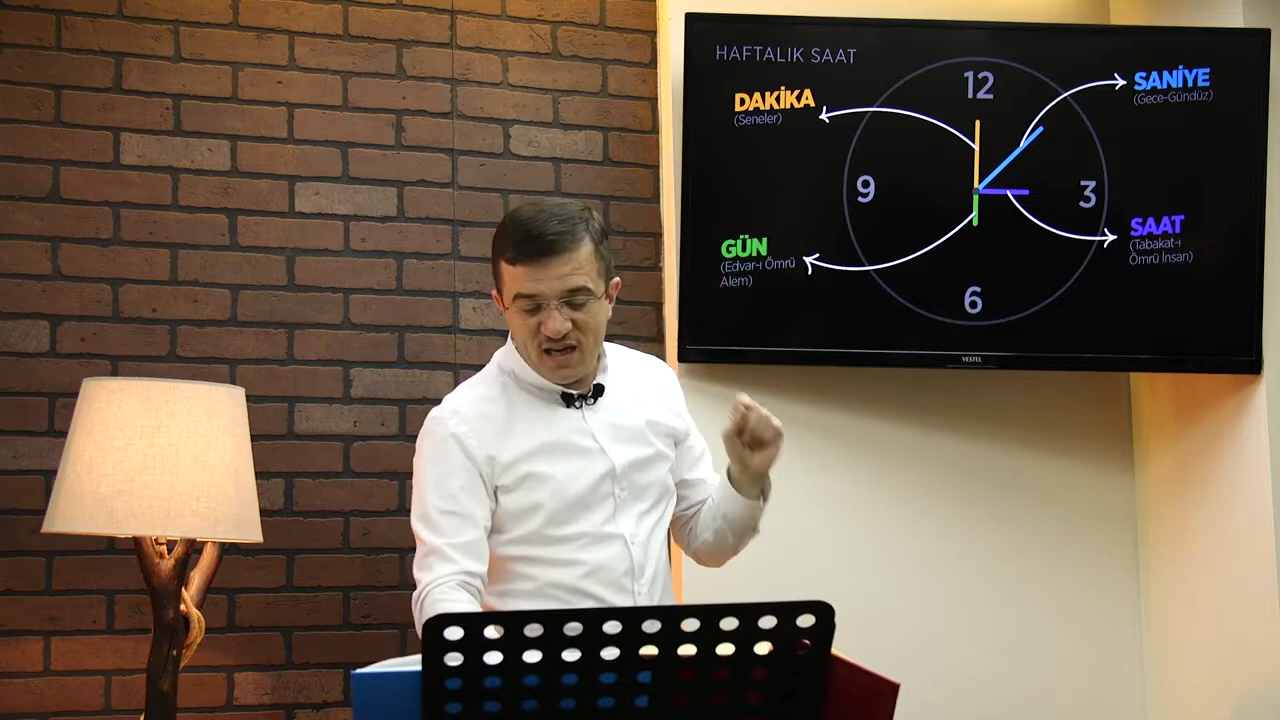 HAFTALIK SAAT
DAKİKA
(Seneler)
SANİYE
(Gece-Gündüz)
12
9
3
6
GÜN
(Edvar-ı Ömrü
Alem)
SAAT
(Tabakat-ı
Ömrü İnsan)
VESTEL